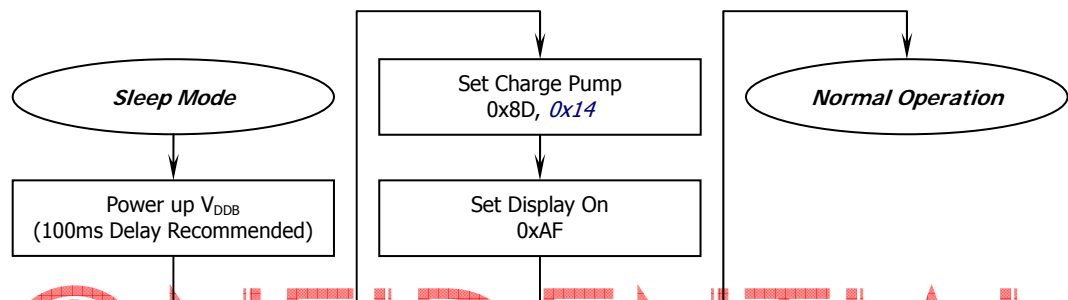 Sleep Mode
Power up VDDB
(100ms Delay Recommended)
Set Charge Pump
0x8D, 0x14
Set Display On
0xAF
Normal Operation